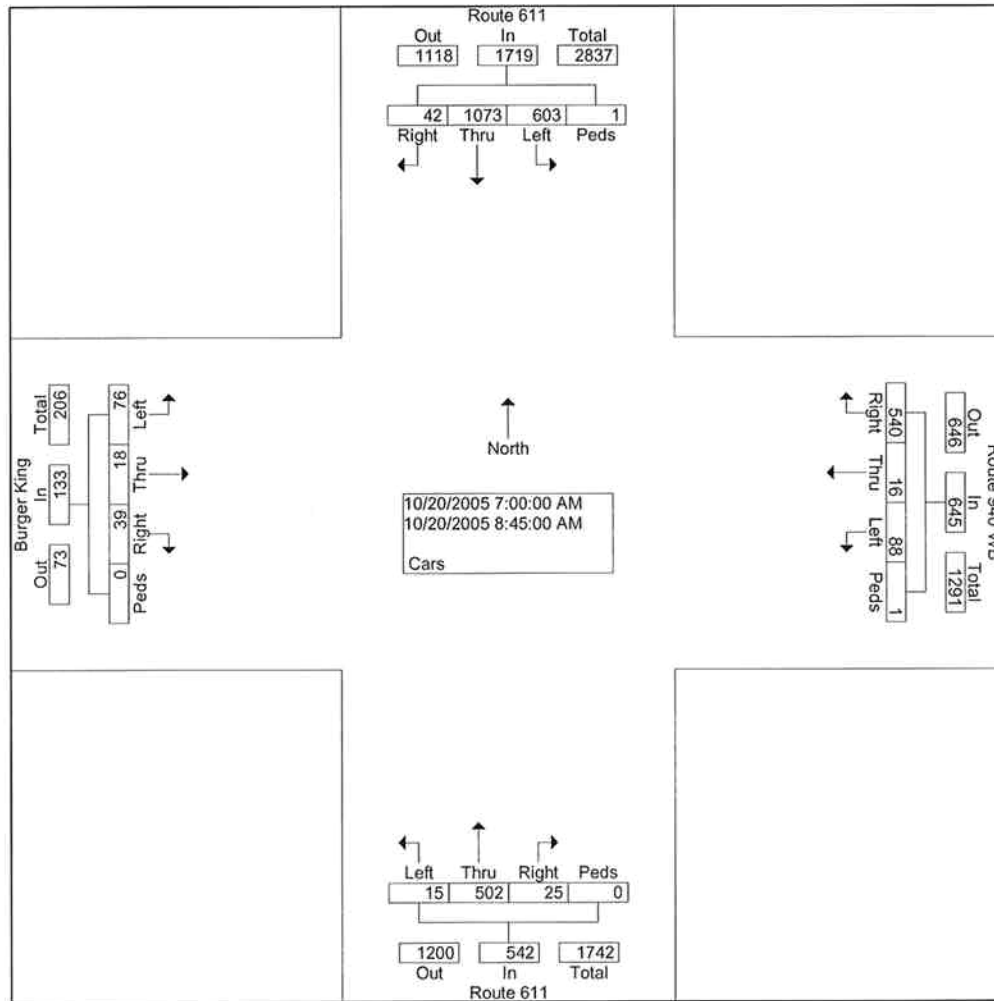 Route 611
Out In Total
1118 1719 2837
42 1073 603 1
Right Thru Left Peds
Burger King
Total In Out
206 133 73
76 18 39 0
Left Thru Right Peds
North
10/20/2005 7:00:00 AM
10/20/2005 8:45:00 AM
Cars
Right Thru Left Peds
540 16 88 1
646 645 1291
Out In Total
Route 940 WB
Left Thru Right Peds
15 502 25 0
1200 542 1742
Out In Total
Route 611